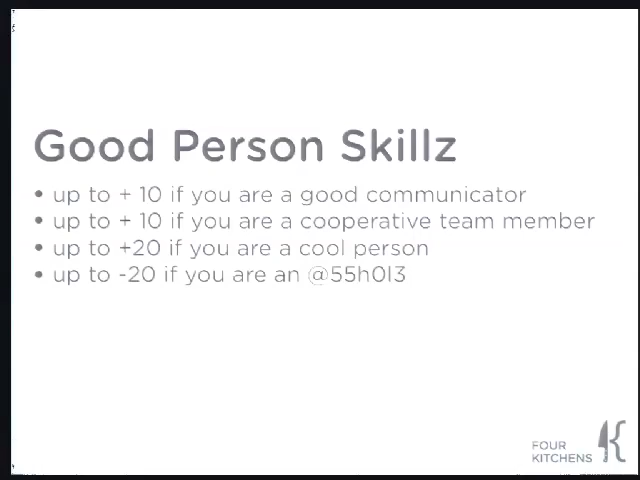 Good Person Skillz
• up to + 10 if you are a good communicator
• up to + 10 if you are a cooperative team member
• up to +20 if you are a cool person
• up to -20 if you are an @55h0l3
FOUR
KITCHENS